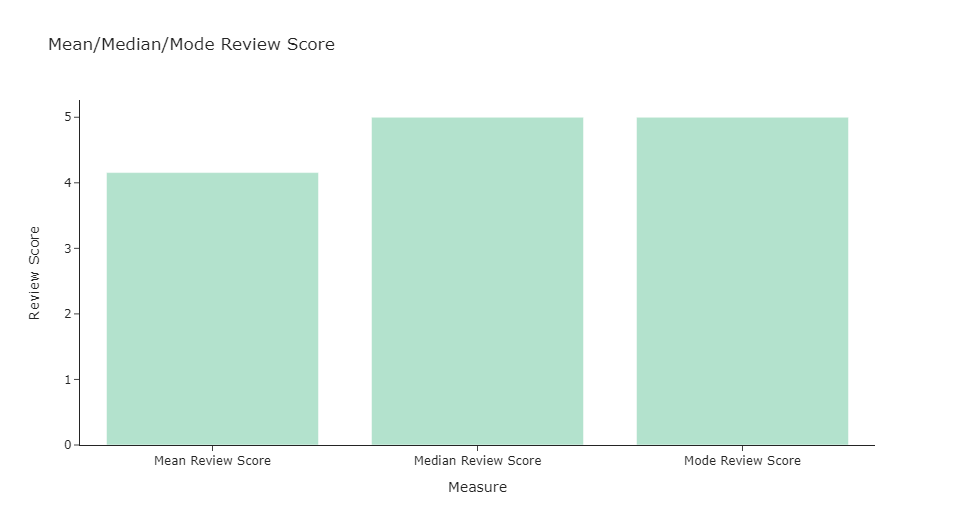 Mean/Median/Mode Review Score
5
4
3
2
1
0
Review Score
Mean Review Score
Median Review Score
Mode Review Score
Measure